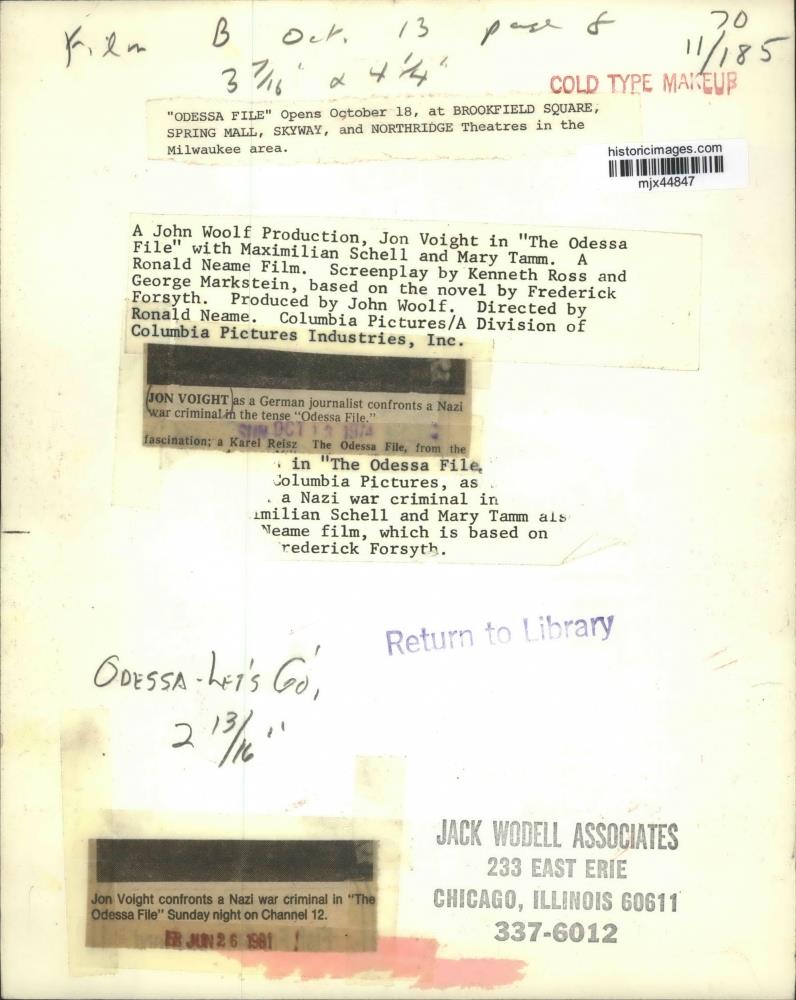 Film B Oct. 13 page 8
70
11/185
3 7/16" x 4 1/4"
COLD TYPE MAKEUP
"ODESSA FILE" Opens October 18, at BROOKFIELD SQUARE,
SPRING MALL, SKYWAY, and NORTHRIDGE Theatres in the
Milwaukee area.
historicimages.com
mjx44847
A John Woolf Production, Jon Voight in "The Odessa
File" with Maximilian Schell and Mary Tamm. A
Ronald Neame Film. Screenplay by Kenneth Ross and
George Markstein, based on the novel by Frederick
Forsyth. Produced by John Woolf. Directed by
Ronald Neame. Columbia Pictures/A Division of
Columbia Pictures Industries, Inc.
JON VOIGHT as a German journalist confronts a Nazi
war criminal in the tense "Odessa File."
SUN OCT 13 1974
fascination; a Karel Reisz The Odessa File, from the
in "The Odessa File,
Columbia Pictures, as
a Nazi war criminal in
imilian Schell and Mary Tamm als
Neame film, which is based on
rederick Forsyth.
Return to Library
ODESSA-LET'S GO,
2 13/16"
JACK WODELL ASSOCIATES
233 EAST ERIE
CHICAGO, ILLINOIS 60611
337-6012
Jon Voight confronts a Nazi war criminal in "The
Odessa File" Sunday night on Channel 12.
JUN 26 1981